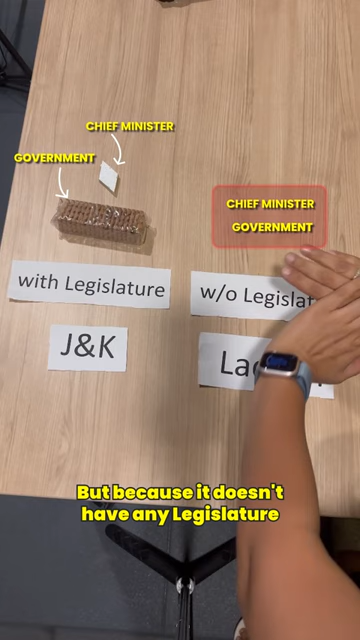 CHIEF MINISTER
GOVERNMENT
CHIEF MINISTER
GOVERNMENT
with Legislature
w/o
J&K
But because it doesn't
have any Legislature